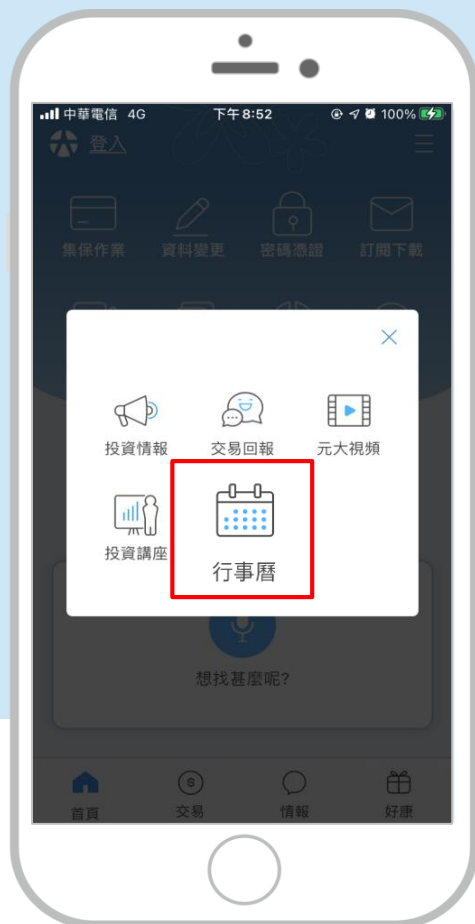 中華電信 4G 下午8:52 100%
登入
集保作業 資料變更 密碼憑證 訂閱下載
投資情報 交易回報 元大視頻
投資講座 行事曆
想找甚麼呢?
首頁 交易 情報 好康